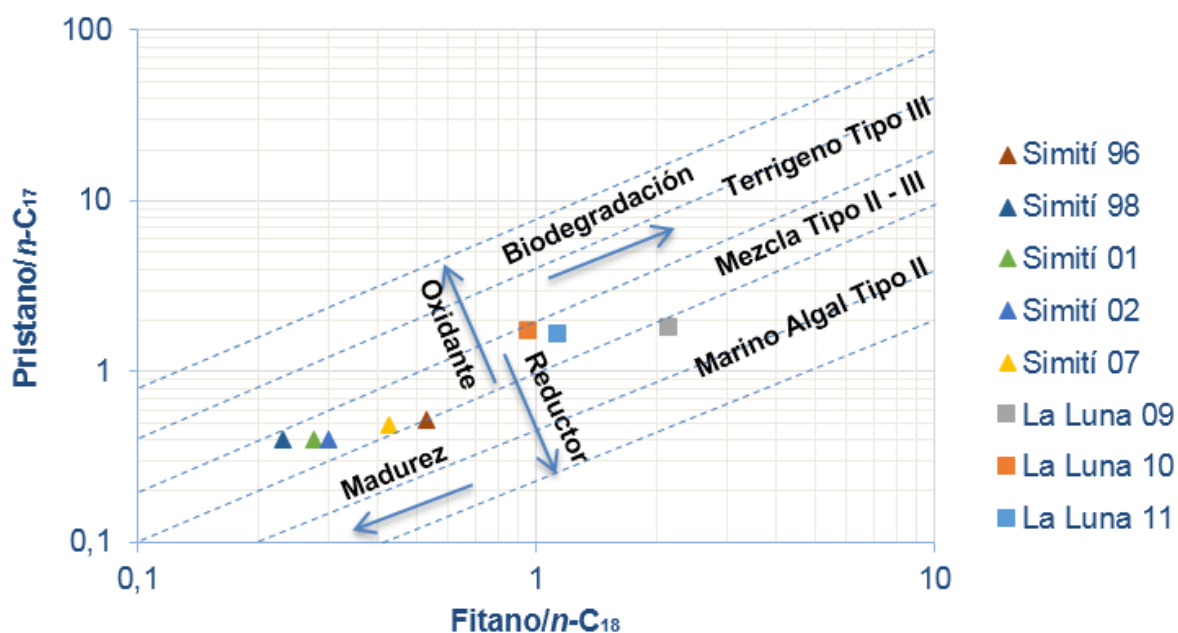 100
10
1
0,1
Pristano/n-C₁₇
0,1
1
10
Fitano/n-C₁₈
Biodegradación
Terrigeno Tipo III
Mezcla Tipo II - III
Marino Algal Tipo II
Oxidante
Reductor
Madurez
Simití 96
Simití 98
Simití 01
Simití 02
Simití 07
La Luna 09
La Luna 10
La Luna 11